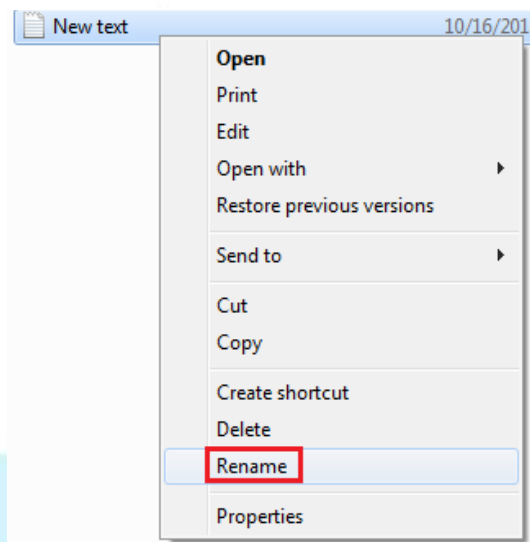 New text 10/16/201
Open
Print
Edit
Open with
Restore previous versions
Send to
Cut
Copy
Create shortcut
Delete
Rename
Properties